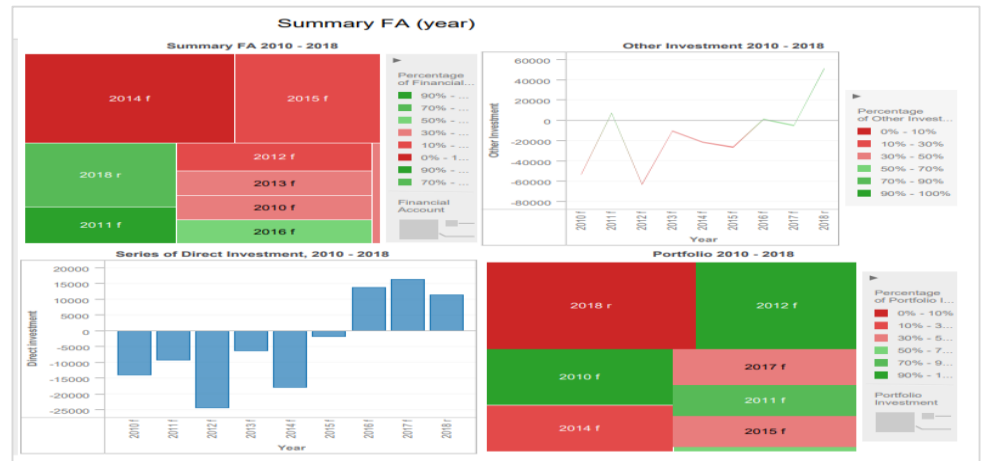 Summary FA (year)
Summary FA 2010 - 2018
2014 f
2015 f
2018 r
2011 f
2012 f
2013 f
2010 f
2016 f
Percentage
of Financial...
90% - ...
70% - ...
50% - ...
30% - ...
10% - ...
0% - 1...
90% - ...
70% - ...
Financial
Account
Other Investment 2010 - 2018
Other Investment
60000
40000
20000
0
-20000
-40000
-60000
-80000
2010 f
2011 f
2012 f
2013 f
2014 f
2015 f
2016 f
2017 f
2018 r
Year
Percentage
of Other Invest...
0% - 10%
10% - 30%
30% - 50%
50% - 70%
70% - 90%
90% - 100%
Series of Direct Investment, 2010 - 2018
Direct Investment
20000
15000
10000
5000
0
-5000
-10000
-15000
-20000
-25000
2010 f
2011 f
2012 f
2013 f
2014 f
2015 f
2016 f
2017 f
2018 r
Year
Portfolio 2010 - 2018
2018 r
2012 f
2010 f
2014 f
2017 f
2011 f
2015 f
Percentage
of Portfolio I...
0% - 10%
10% - 3...
30% - 5...
50% - 7...
70% - 9...
90% - 1...
Portfolio
Investment